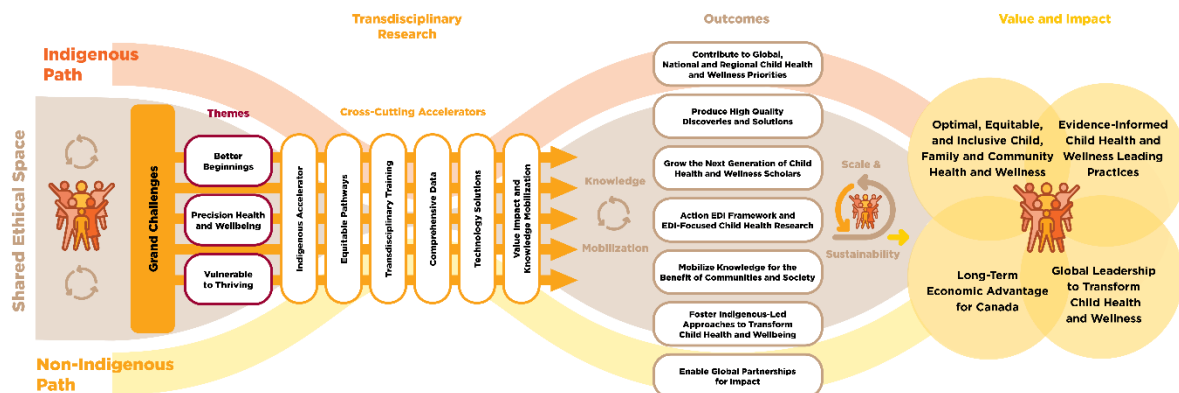 Transdisciplinary
Research
Outcomes
Value and Impact
Indigenous
Path
Shared Ethical Space
Non-Indigenous
Path
Grand Challenges
Themes
Better
Beginnings
Precision Health
and Wellbeing
Vulnerable
to Thriving
Cross-Cutting Accelerators
Indigenous Accelerator
Equitable Pathways
Transdisciplinary Training
Comprehensive Data
Technology Solutions
Value Impact and
Knowledge Mobilization
Knowledge
Mobilization
Contribute to Global,
National and Regional Child Health
and Wellness Priorities
Produce High Quality
Discoveries and Solutions
Grow the Next Generation of Child
Health and Wellness Scholars
Action EDI Framework and
EDI-Focused Child Health Research
Mobilize Knowledge for the
Benefit of Communities and Society
Foster Indigenous-Led
Approaches to Transform
Child Health and Wellbeing
Enable Global Partnerships
for Impact
Scale &
Sustainability
Optimal, Equitable,
and Inclusive Child,
Family and Community
Health and Wellness
Evidence-Informed
Child Health and
Wellness Leading
Practices
Long-Term
Economic Advantage
for Canada
Global Leadership
to Transform
Child Health
and Wellness